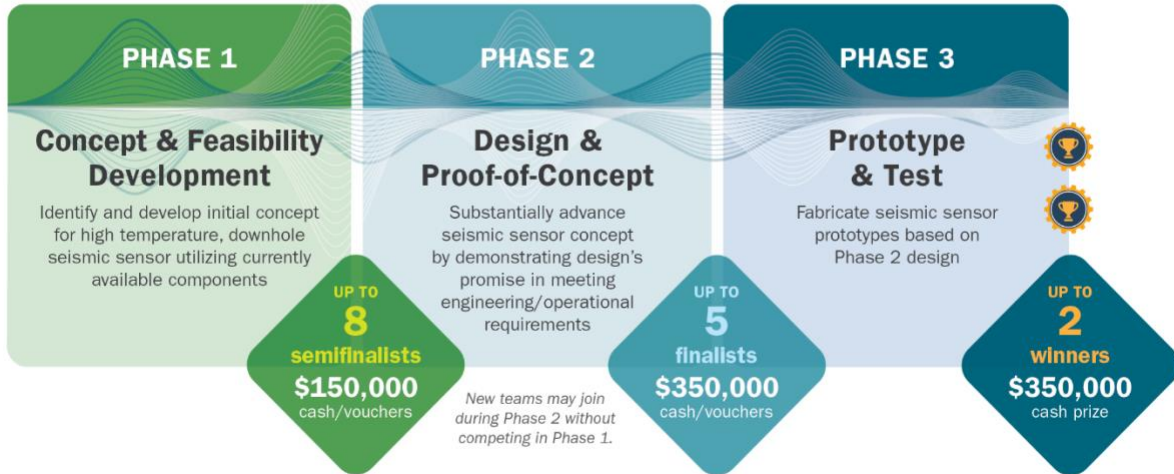 PHASE 1
Concept & Feasibility
Development
Identify and develop initial concept
for high temperature, downhole
seismic sensor utilizing currently
available components
UP TO
8
semifinalists
$150,000
cash/vouchers
PHASE 2
Design &
Proof-of-Concept
Substantially advance
seismic sensor concept
by demonstrating design's
promise in meeting
engineering/operational
requirements
New teams may join
during Phase 2 without
competing in Phase 1.
UP TO
5
finalists
$350,000
cash/vouchers
PHASE 3
Prototype
& Test
Fabricate seismic sensor
prototypes based on
Phase 2 design
UP TO
2
winners
$350,000
cash prize